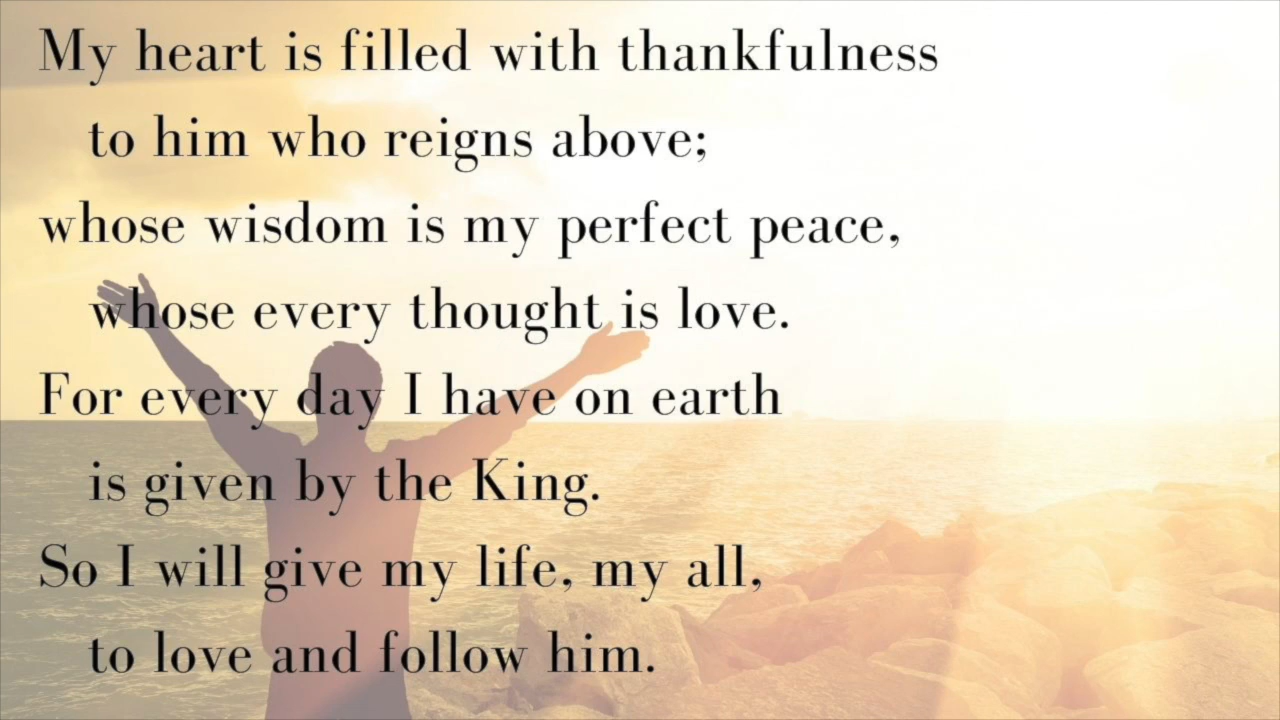 My heart is filled with thankfulness
to him who reigns above;
whose wisdom is my perfect peace,
whose every thought is love.
For every day I have on earth
is given by the King.
So I will give my life, my all,
to love and follow him.